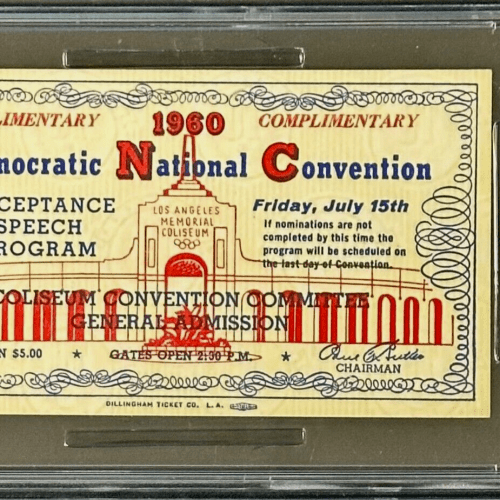 LIMENTARY 1960 COMPLIMENTARY
mocratic National Convention
CEPTANCE
SPEECH
ROGRAM
LOS ANGELES
MEMORIAL
COLISEUM
Friday, July 15th
If nominations are not
completed by this time the
program will be scheduled on
the last day of Convention.
COLISEUM CONVENTION COMMITTEE
GENERAL ADMISSION
N $5.00 ★ GATES OPEN 2:30 P.M. ★
CHAIRMAN
DILLINGHAM TICKET CO. L.A.